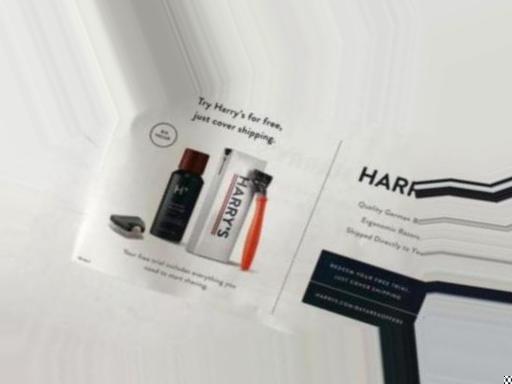 Try Harry's for free,
just cover shipping.
H'
HARRY'S
Your free trial includes everything you
need to start shaving.
HARR
Quality German
Ergonomic Razors,
Shipped Directly to You
REDEEM YOUR FREE TRIAL,
JUST COVER SHIPPING